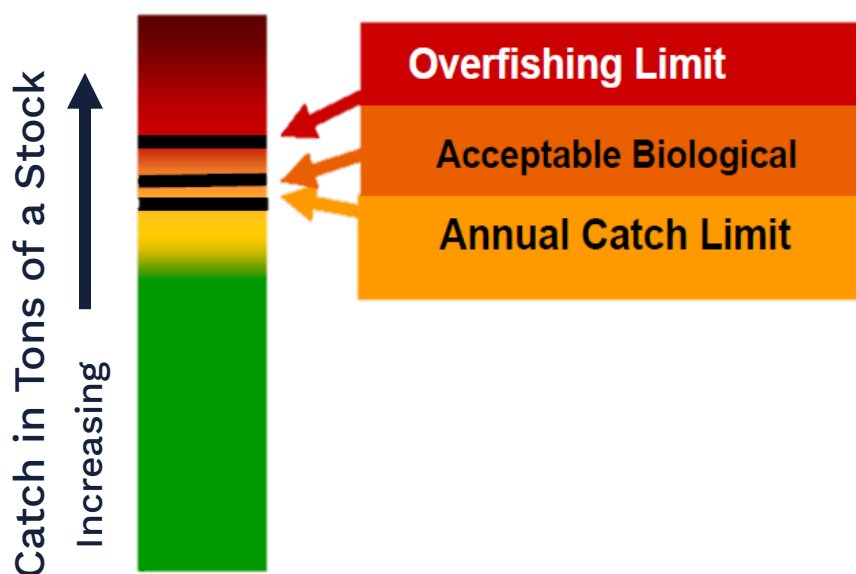 Catch in Tons of a Stock
Increasing
Overfishing Limit
Acceptable Biological
Annual Catch Limit